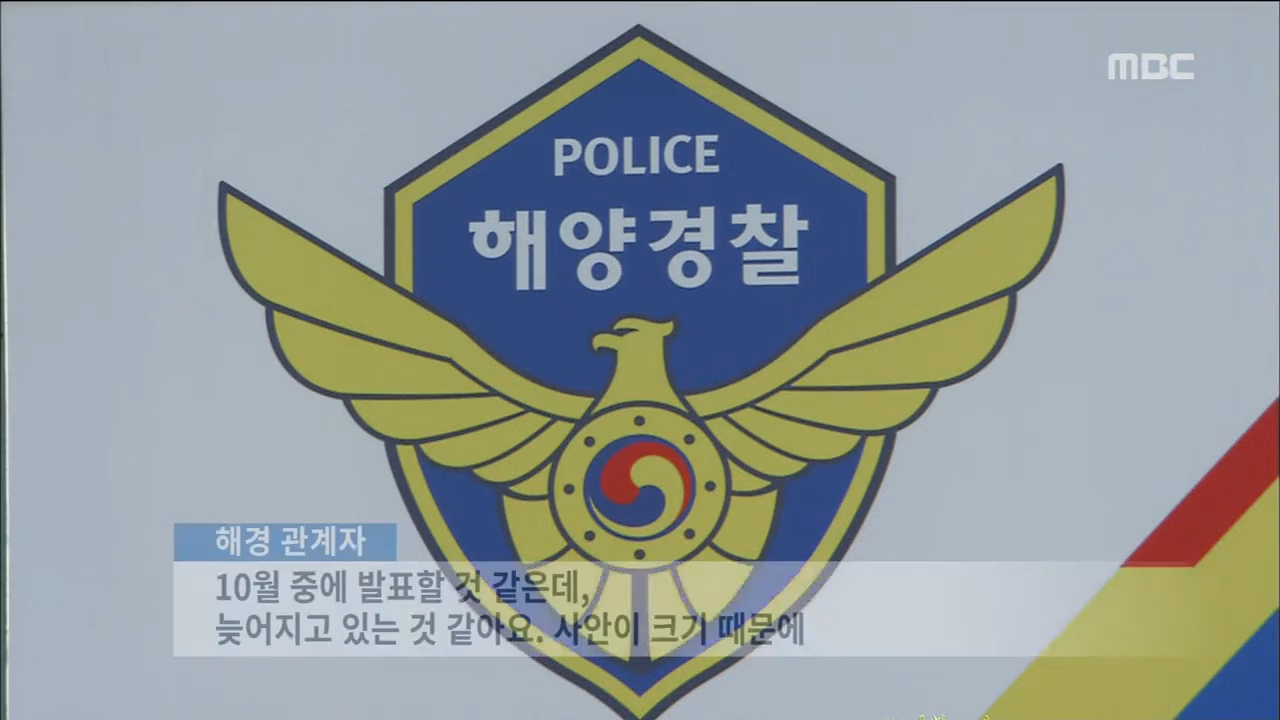 MBC
POLICE
해양경찰
해경 관계자
10월 중에 발표할 것 같은데,
늦어지고 있는 것 같아요. 사안이 크기 때문에